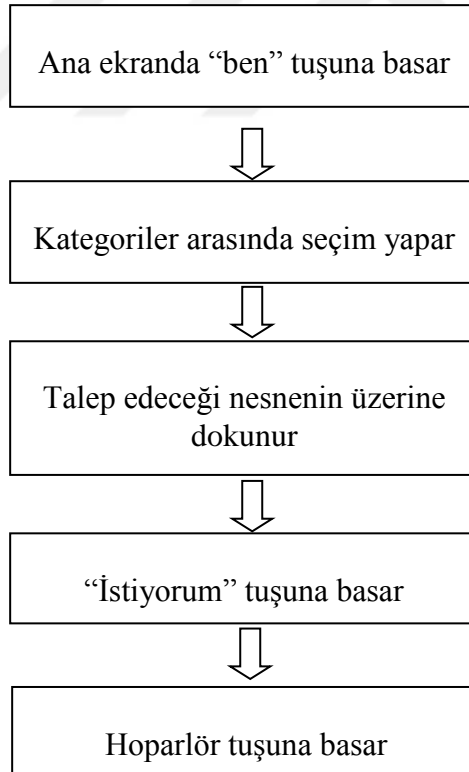 Ana ekranda “ben” tuşuna basar
Kategoriler arasında seçim yapar
Talep edeceği nesnenin üzerine
dokunur
“İstiyorum” tuşuna basar
Hoparlör tuşuna basar